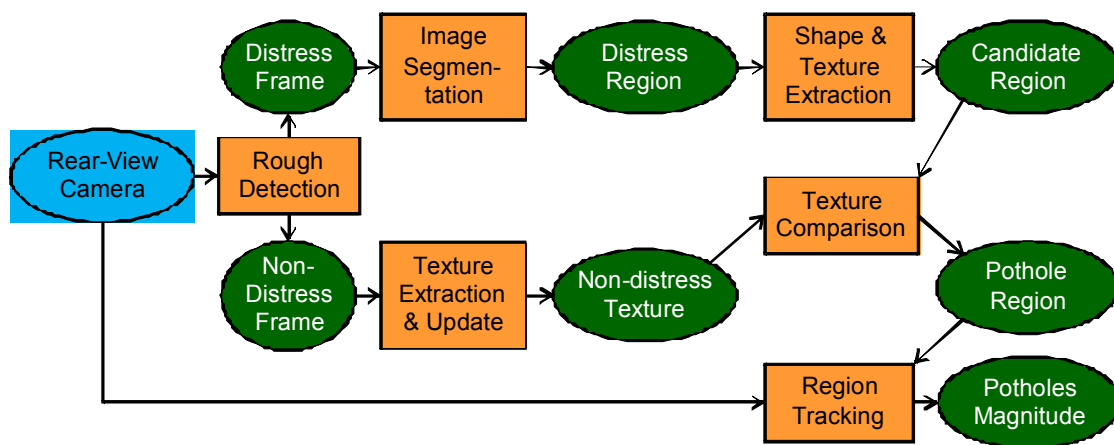 Distress
Frame
Image
Segmen-
tation
Distress
Region
Shape &
Texture
Extraction
Candidate
Region
Rear-View
Camera
Rough
Detection
Texture
Comparison
Non-
Distress
Frame
Texture
Extraction
& Update
Non-distress
Texture
Pothole
Region
Region
Tracking
Potholes
Magnitude